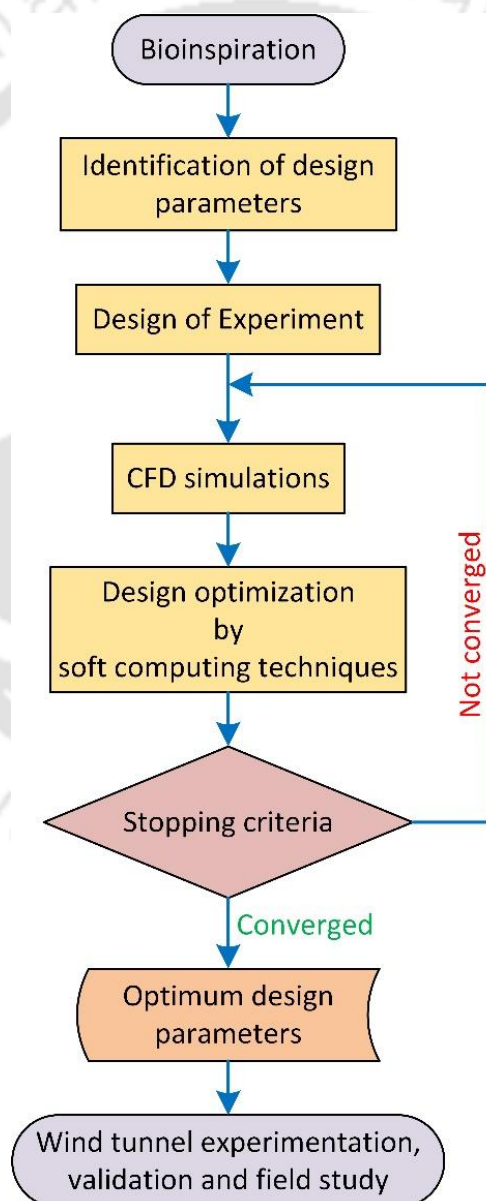 Bioinspiration
Identification of design
parameters
Design of Experiment
CFD simulations
Design optimization
by
soft computing techniques
Not converged
Stopping criteria
Converged
Optimum design
parameters
Wind tunnel experimentation,
validation and field study